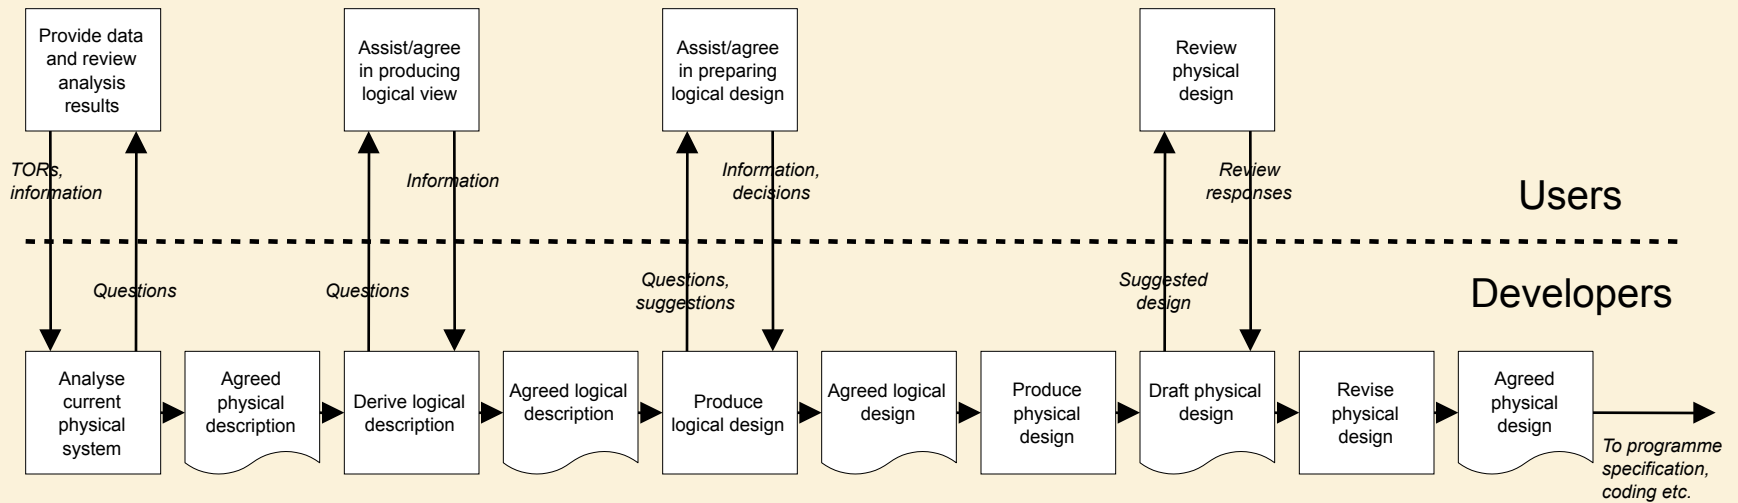 Provide data
and review
analysis
results
Assist/agree
in producing
logical view
Assist/agree
in preparing
logical design
Review
physical
design
TORs,
information
Information
Information,
decisions
Review
responses
Users
Questions
Questions
Questions,
suggestions
Suggested
design
Developers
Analyse
current
physical
system
Agreed
physical
description
Derive logical
description
Agreed logical
description
Produce
logical design
Agreed logical
design
Produce
physical
design
Draft physical
design
Revise
physical
design
Agreed
physical
design
To programme
specification,
coding etc.